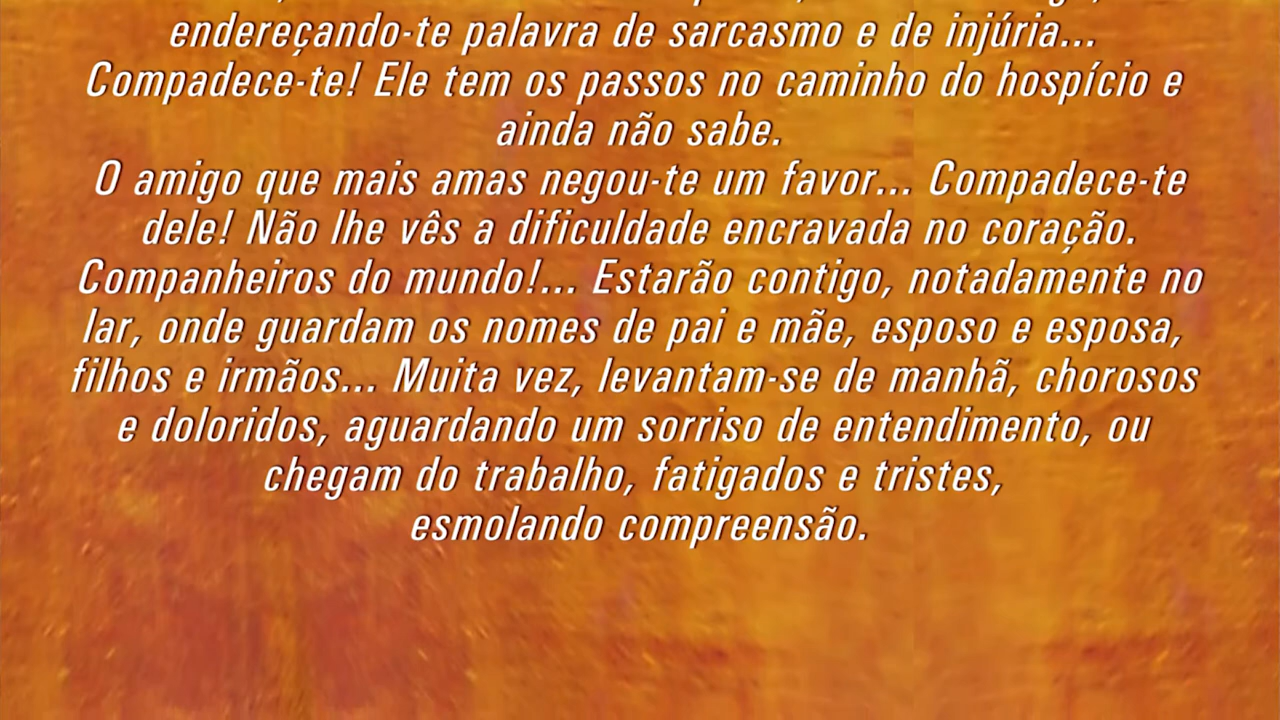 endereçando-te palavra de sarcasmo e de injúria...
Compadece-te! Ele tem os passos no caminho do hospício e
ainda não sabe.
O amigo que mais amas negou-te um favor... Compadece-te
dele! Não lhe vês a dificuldade encravada no coração.
Companheiros do mundo!... Estarão contigo, notadamente no
lar, onde guardam os nomes de pai e mãe, esposo e esposa,
filhos e irmãos... Muita vez, levantam-se de manhã, chorosos
e doloridos, aguardando um sorriso de entendimento, ou
chegam do trabalho, fatigados e tristes,
esmolando compreensão.